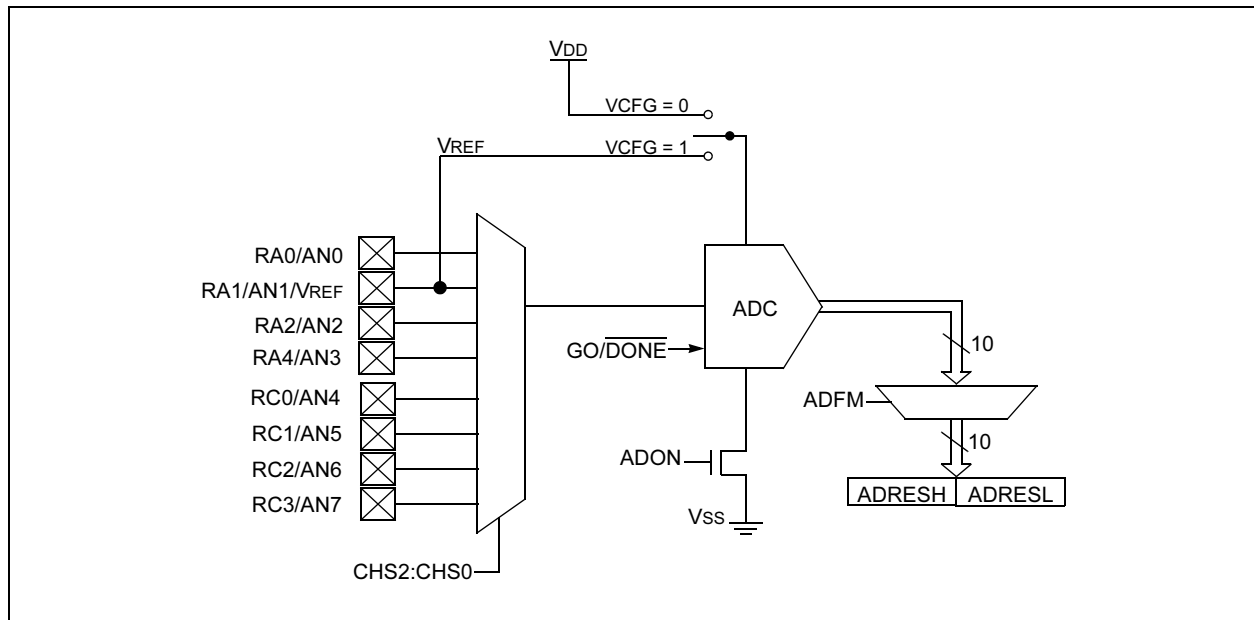 VDD
VCFG = 0
VREF
VCFG = 1
RA0/AN0
RA1/AN1/VREF
RA2/AN2
RA4/AN3
RC0/AN4
RC1/AN5
RC2/AN6
RC3/AN7
CHS2:CHS0
ADC
GO/DONE
10
ADFM
10
ADON
ADRESH ADRESL
VSS